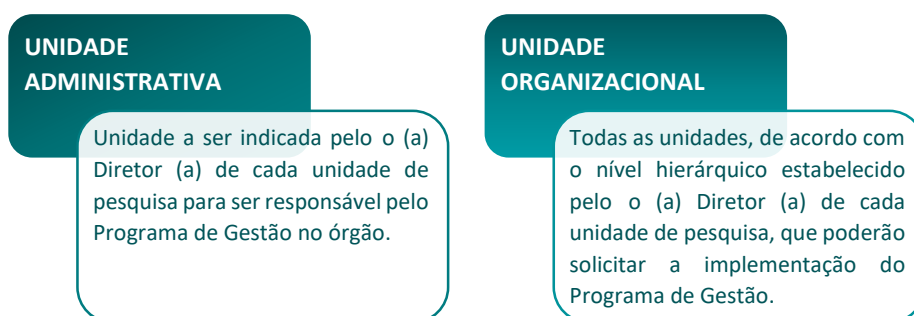 UNIDADE
ADMINISTRATIVA
Unidade a ser indicada pelo o (a)
Diretor (a) de cada unidade de
pesquisa para ser responsável pelo
Programa de Gestão no órgão.
UNIDADE
ORGANIZACIONAL
Todas as unidades, de acordo com
o nível hierárquico estabelecido
pelo o (a) Diretor (a) de cada
unidade de pesquisa, que poderão
solicitar a implementação do
Programa de Gestão.